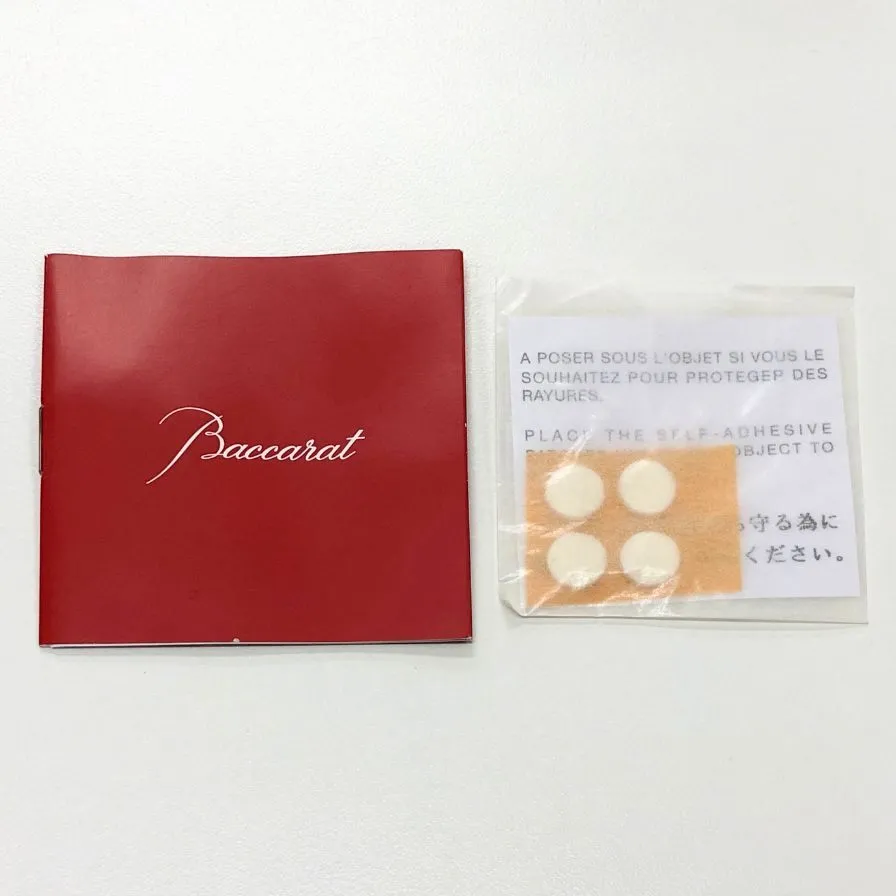 Baccarat
A POSER SOUS L'OBJET SI VOUS LE
SOUHAITEZ POUR PROTEGEP DES
RAYURES.
PLACE THE SELF-ADHESIVE
OBJECT TO
守る為に
ください。